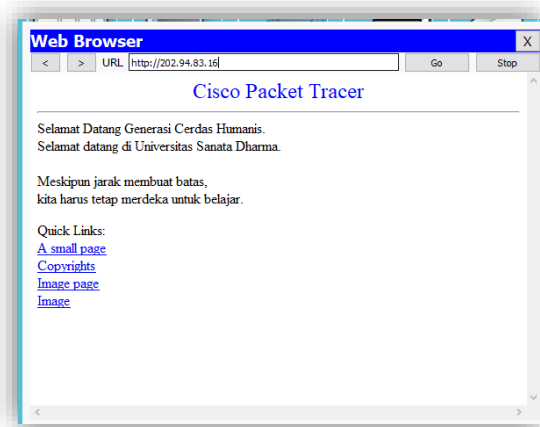 Web Browser
X
<
>
URL
http://202.94.83.16
Go
Stop
Cisco Packet Tracer
Selamat Datang Generasi Cerdas Humanis.
Selamat datang di Universitas Sanata Dharma.
Meskipun jarak membuat batas,
kita harus tetap merdeka untuk belajar.
Quick Links:
A small page
Copyrights
Image page
Image